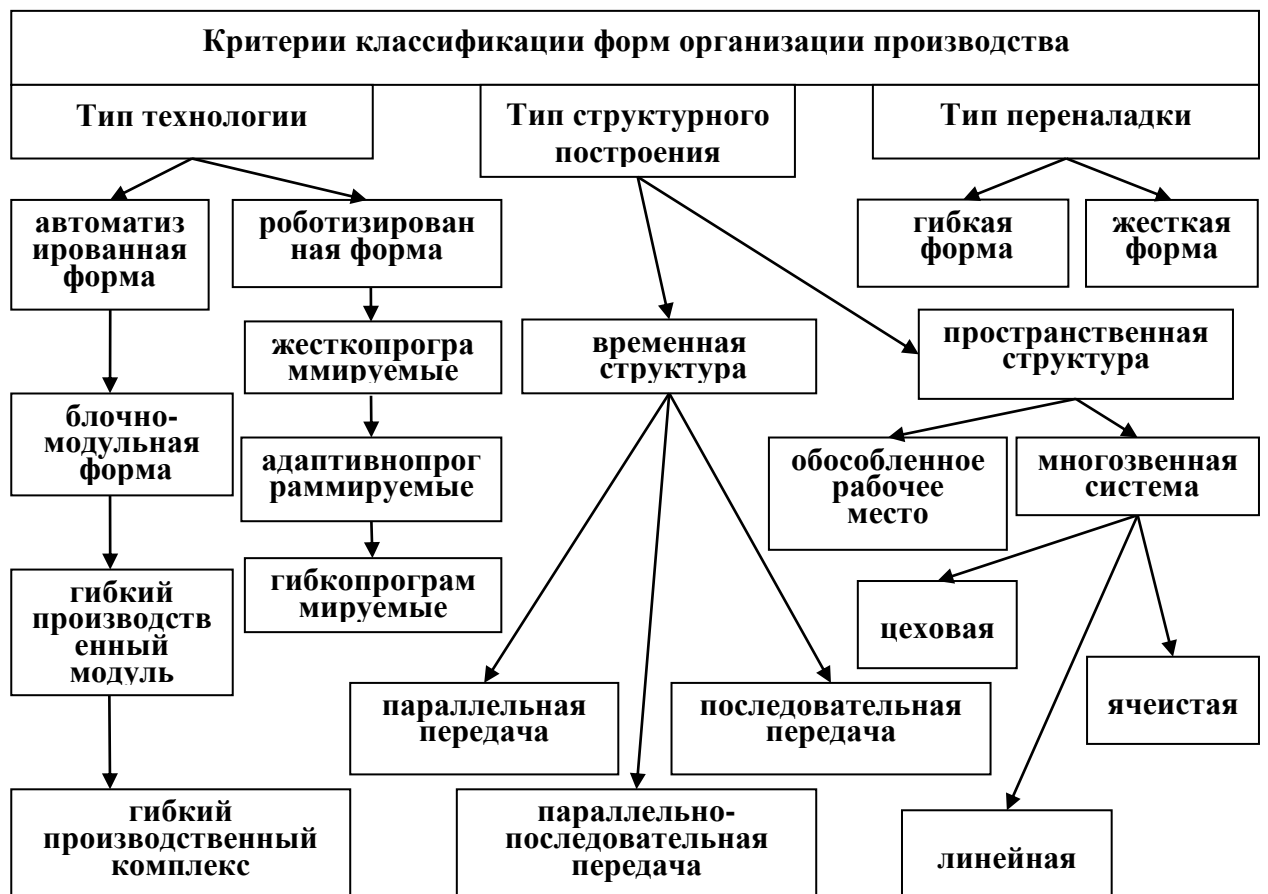 Критерии классификации форм организации производства
Тип технологии
Тип структурного
построения
Тип переналадки
автоматиз
ированная
форма
роботизирован
ная форма
гибкая
форма
жесткая
форма
жесткопрогра
ммируемые
временная
структура
пространственная
структура
блочно-
модульная
форма
адаптивнопрог
раммируемые
обособленное
рабочее
место
многозвенная
система
гибкий
производств
енный
модуль
гибкопрограм
мируемые
цеховая
параллельная
передача
последовательная
передача
ячеистая
гибкий
производственный
комплекс
параллельно-
последовательная
передача
линейная